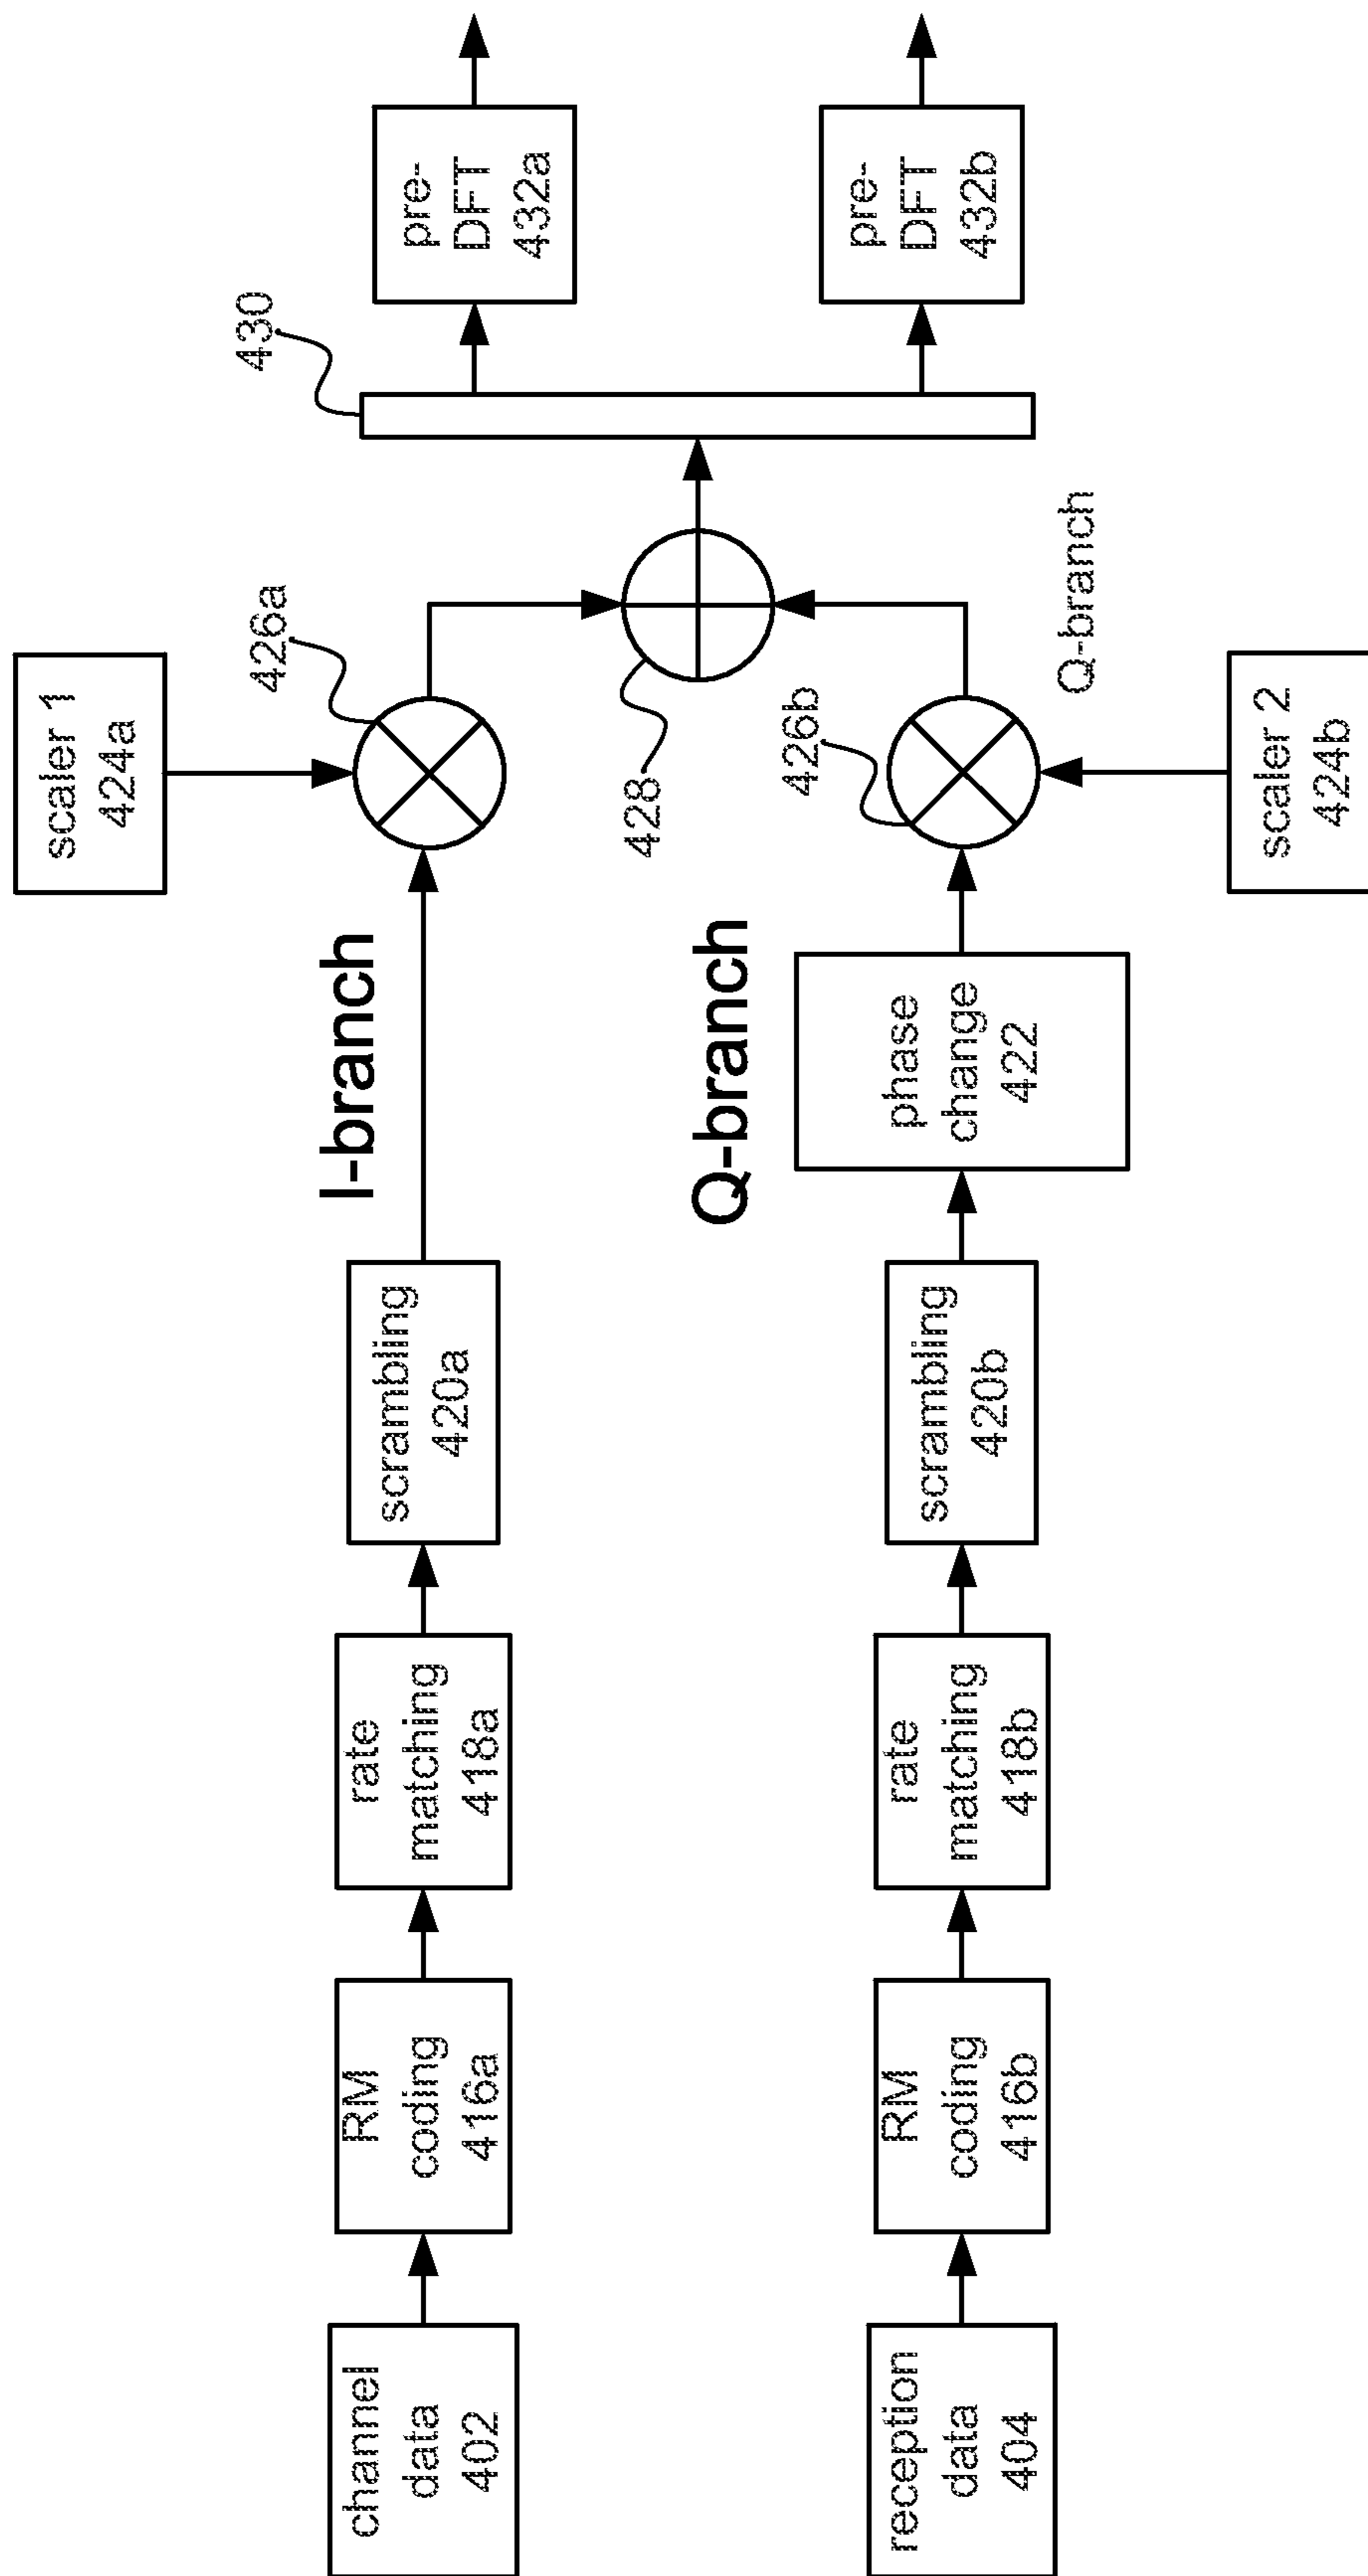 scaler 1
424a
426a
430
pre-
DFT
432a
I-branch
channel
data
402
RM
coding
416a
rate
matching
418a
scrambling
420a
428
Q-branch
426b
reception
data
404
RM
coding
416b
rate
matching
418b
scrambling
420b
phase
change
422
pre-
DFT
432b
Q-branch
scaler 2
424b